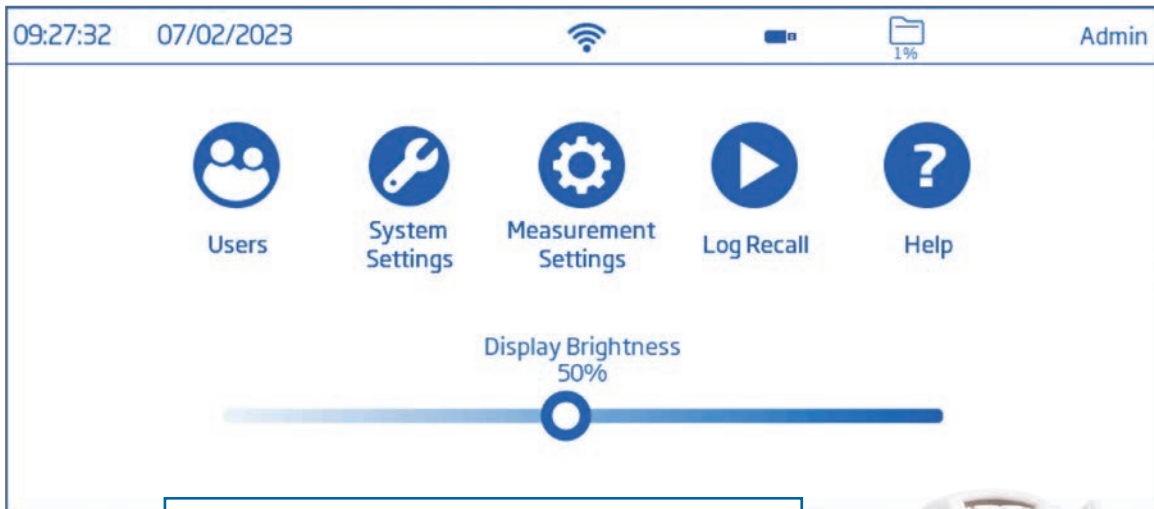 09:27:32 07/02/2023 1% Admin
Users System Settings Measurement Settings Log Recall ? Help
Display Brightness
50%